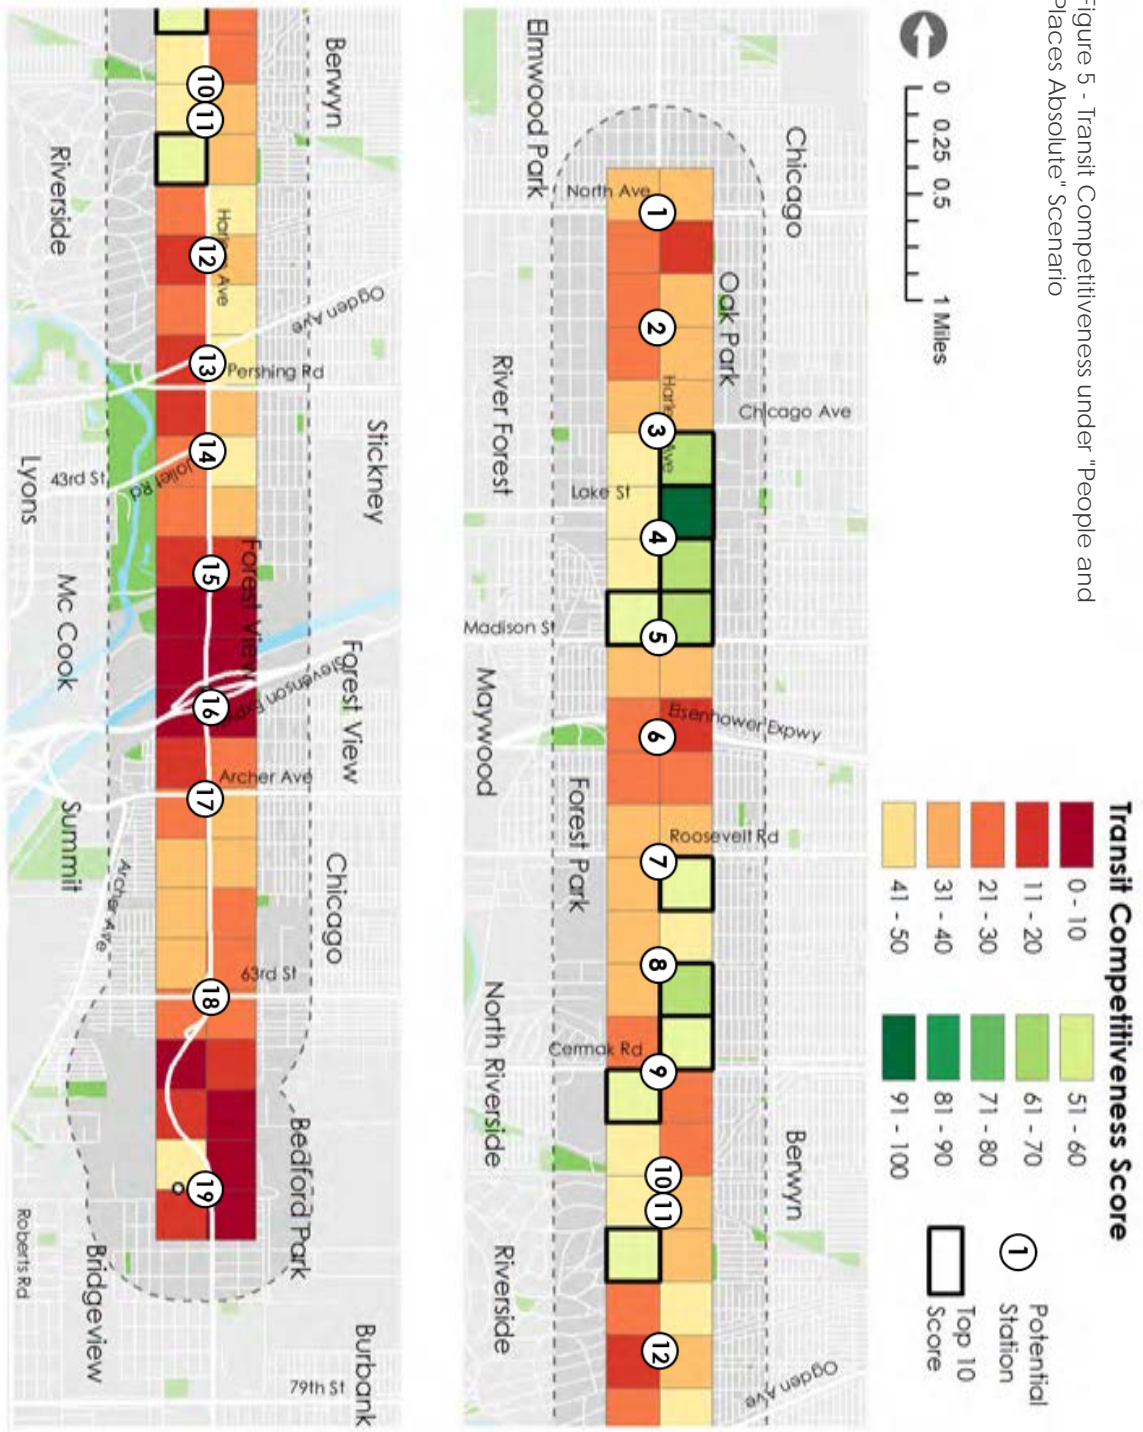 Figure 5 - Transit Competitiveness under "People and
Places Absolute" Scenario
0 0.25 0.5 1 Miles
Transit Competitiveness Score
0 - 10
11 - 20
21 - 30
31 - 40
41 - 50
51 - 60
61 - 70
71 - 80
81 - 90
91 - 100
1
Potential
Station
Top 10
Score
Chicago
Elmwood Park
North Ave
1
Oak Park
2
River Forest
Harlem Ave
Chicago Ave
3
Lake St
4
Madison St
5
Maywood
Eisenhower Expwy
6
Forest Park
Roosevelt Rd
7
8
North Riverside
Cermak Rd
9
Berwyn
10
11
Riverside
12
Ogden Ave
Berwyn
10
11
Riverside
Harlem Ave
12
Ogden Ave
13
Pershing Rd
Stickney
14
43rd St
Joliet Rd
Lyons
Forest View
15
Mc Cook
Forest View
Stevenson Expwy
16
Archer Ave
17
Summit
Archer Ave
Chicago
63rd St
18
Bedford Park
19
Roberts Rd
Bridgeview
Burbank
79th St